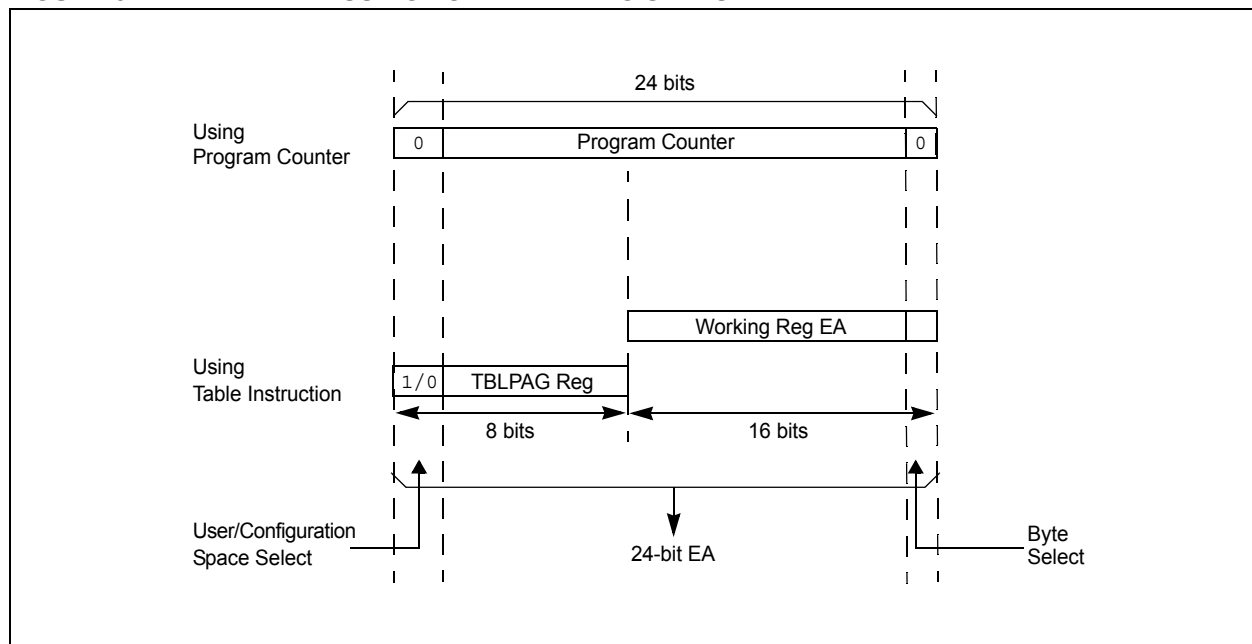 24 bits
Using
Program Counter
0
Program Counter
0
Working Reg EA
Using
Table Instruction
1/0
TBLPAG Reg
8 bits
16 bits
User/Configuration
Space Select
24-bit EA
Byte
Select